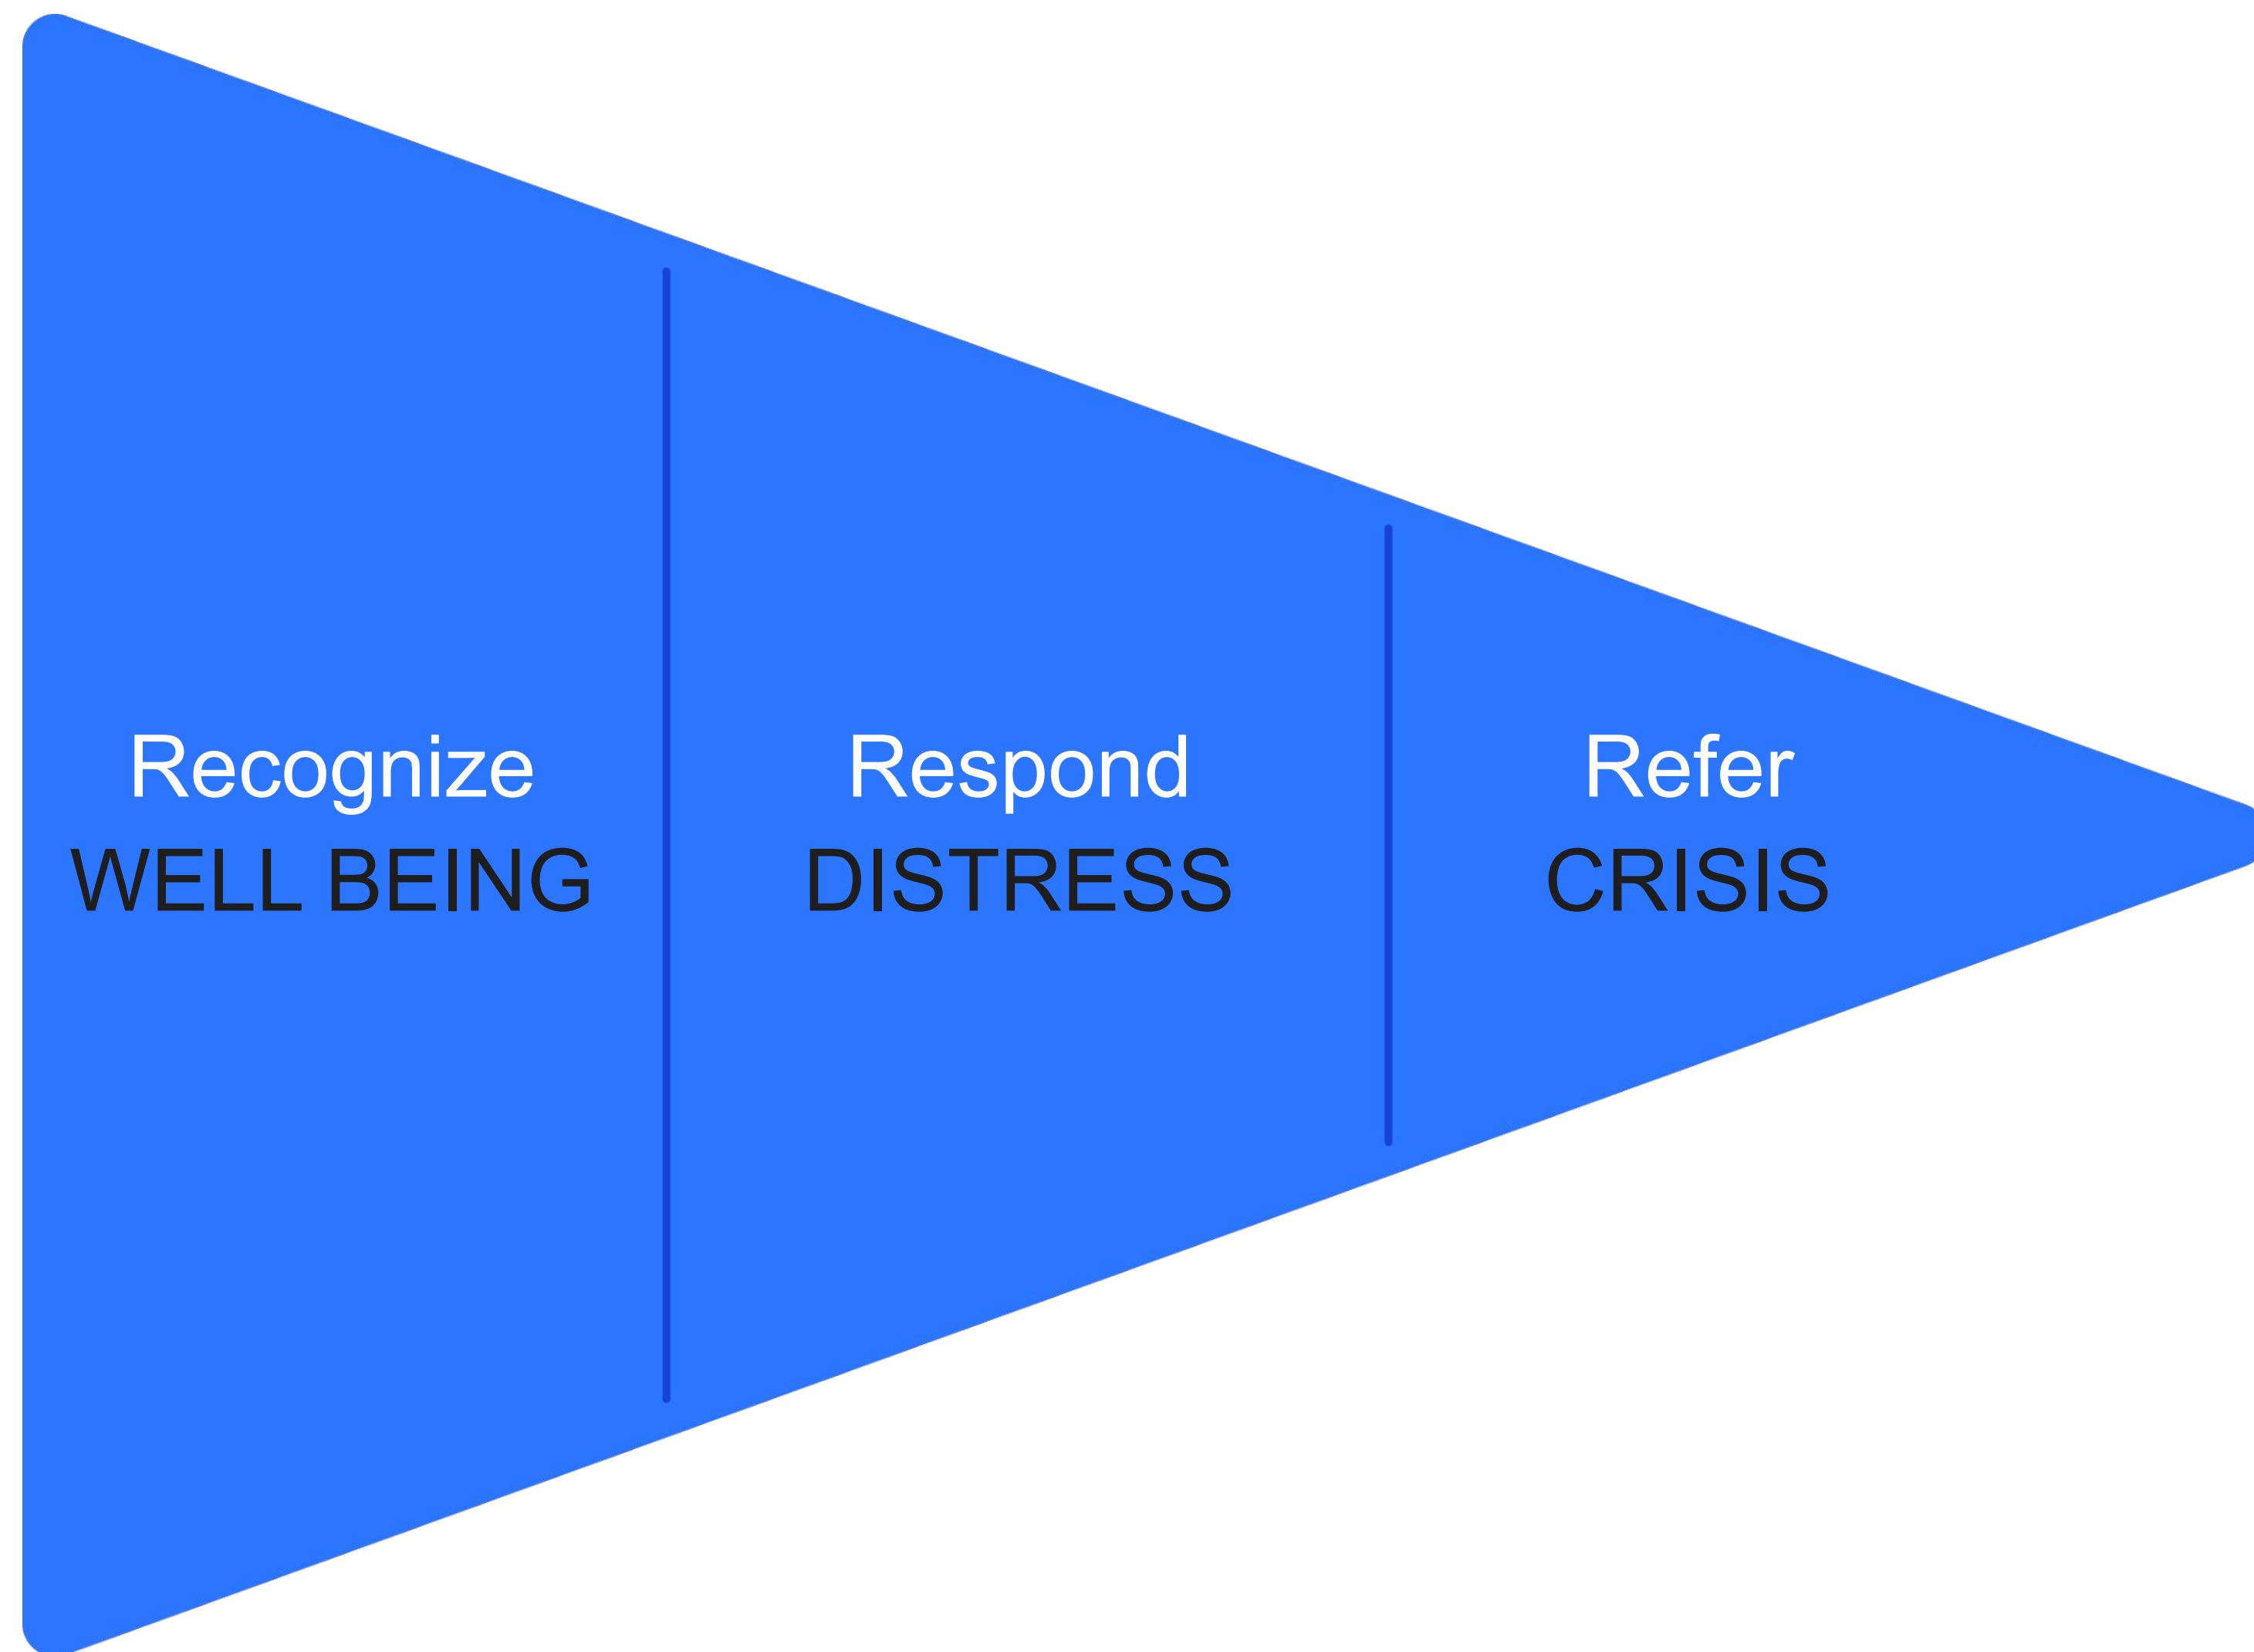 Recognize
WELL BEING
Respond
DISTRESS
Refer
CRISIS